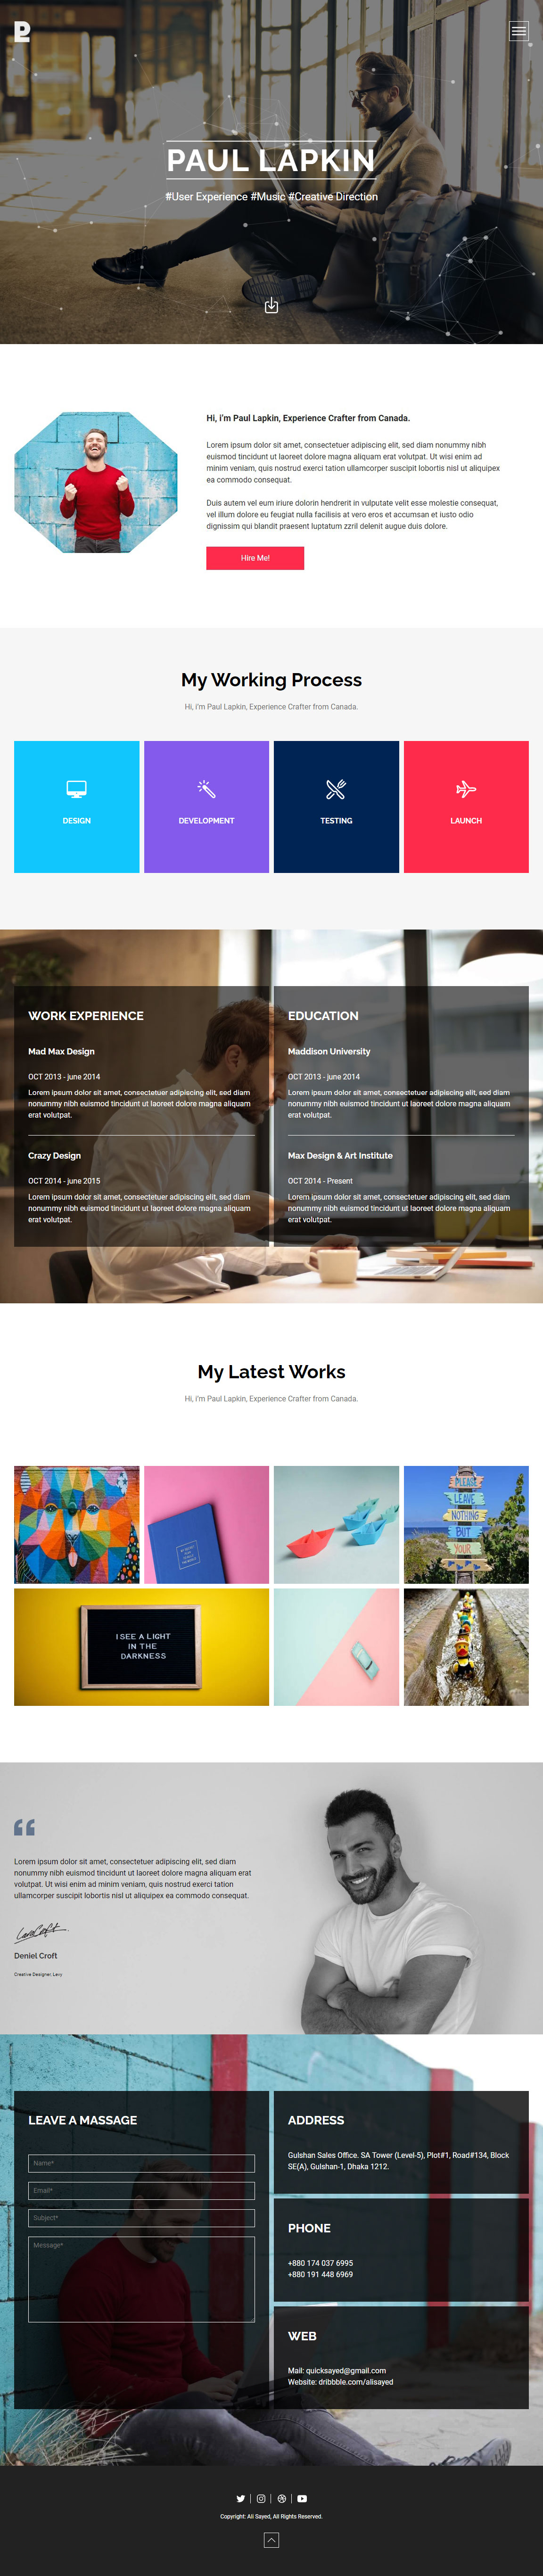 PAUL LAPKIN
#User Experience #Music #Creative Direction
Hi, i'm Paul Lapkin, Experience Crafter from Canada.
Lorem ipsum dolor sit amet, consectetuer adipiscing elit, sed diam nonummy nibh
euismod tincidunt ut laoreet dolore magna aliquam erat volutpat. Ut wisi enim ad
minim veniam, quis nostrud exerci tation ullamcorper suscipit lobortis nisl ut aliquipex
ea commodo consequat.
Duis autem vel eum iriure dolorin hendrerit in vulputate velit esse molestie consequat,
vel illum dolore eu feugiat nulla facilisis at vero eros et accumsan et iusto odio
dignissim qui blandit praesent luptatum zzril delenit augue duis dolore.
Hire Me!
My Working Process
Hi, i'm Paul Lapkin, Experience Crafter from Canada.
DESIGN
DEVELOPMENT
TESTING
LAUNCH
WORK EXPERIENCE
Mad Max Design
OCT 2013 - june 2014
Lorem ipsum dolor sit amet, consectetuer adipiscing elit, sed diam
nonummy nibh euismod tincidunt ut laoreet dolore magna aliquam
erat volutpat.
Crazy Design
OCT 2014 - june 2015
Lorem ipsum dolor sit amet, consectetuer adipiscing elit, sed diam
nonummy nibh euismod tincidunt ut laoreet dolore magna aliquam
erat volutpat.
EDUCATION
Maddison University
OCT 2013 - june 2014
Lorem ipsum dolor sit amet, consectetuer adipiscing elit, sed diam
nonummy nibh euismod tincidunt ut laoreet dolore magna aliquam
erat volutpat.
Max Design & Art Institute
OCT 2014 - Present
Lorem ipsum dolor sit amet, consectetuer adipiscing elit, sed diam
nonummy nibh euismod tincidunt ut laoreet dolore magna aliquam
erat volutpat.
My Latest Works
Hi, i'm Paul Lapkin, Experience Crafter from Canada.
PLEASE
LEAVE
NOTHING
BUT
YOUR
I SEE A LIGHT
IN THE
DARKNESS
Lorem ipsum dolor sit amet, consectetuer adipiscing elit, sed diam
nonummy nibh euismod tincidunt ut laoreet dolore magna aliquam erat
volutpat. Ut wisi enim ad minim veniam, quis nostrud exerci tation
ullamcorper suscipit lobortis nisl ut aliquipex ea commodo consequat.
Deniel Croft
Creative Designer, Lavy
LEAVE A MASSAGE
Name*
Email*
Subject*
Message*
ADDRESS
Gulshan Sales Office. SA Tower (Level-5), Plot#1, Road#134, Block
SE(A), Gulshan-1, Dhaka 1212.
PHONE
+880 174 037 6995
+880 191 448 6969
WEB
Mail: quicksayed@gmail.com
Website: dribbble.com/alisayed
Copyright: Ali Sayed, All Rights Reserved.